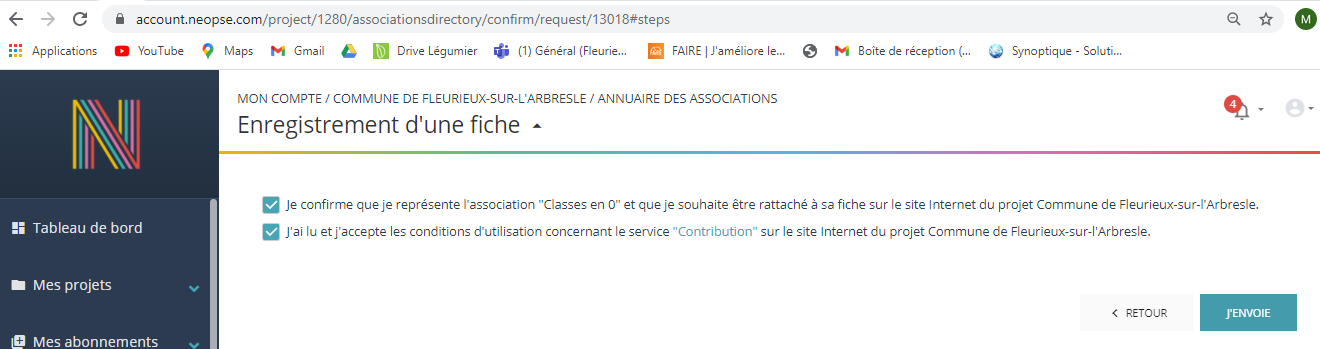 account.neopse.com/project/1280/associationsdirectory/confirm/request/13018#steps
M
Applications YouTube Maps Gmail Drive Légumier (1) Général (Fleurie... FAIRE | J'améliore le... Boîte de réception (... Synoptique - Soluti...
MON COMPTE / COMMUNE DE FLEURIEUX-SUR-L'ARBRESLE / ANNUAIRE DES ASSOCIATIONS
Enregistrement d'une fiche
4
N
Je confirme que je représente l'association "Classes en 0" et que je souhaite être rattaché à sa fiche sur le site Internet du projet Commune de Fleurieux-sur-l'Arbresle.
J'ai lu et j'accepte les conditions d'utilisation concernant le service "Contribution" sur le site Internet du projet Commune de Fleurieux-sur-l'Arbresle.
Tableau de bord
Mes projets
Mes abonnements
< RETOUR J'ENVOIE